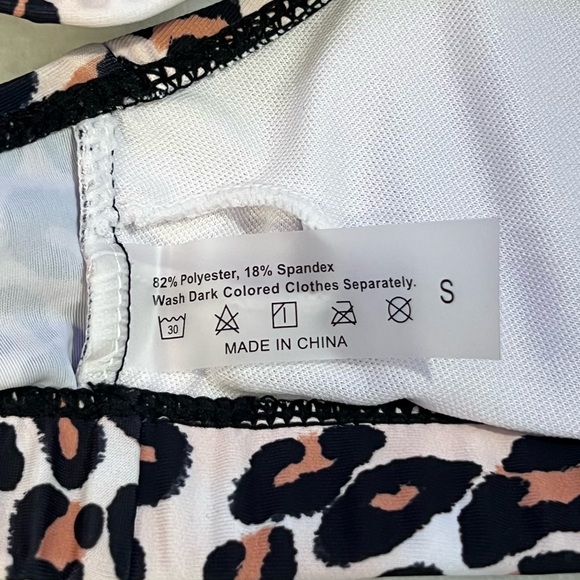 82% Polyester, 18% Spandex
Wash Dark Colored Clothes Separately.
S
30
MADE IN CHINA